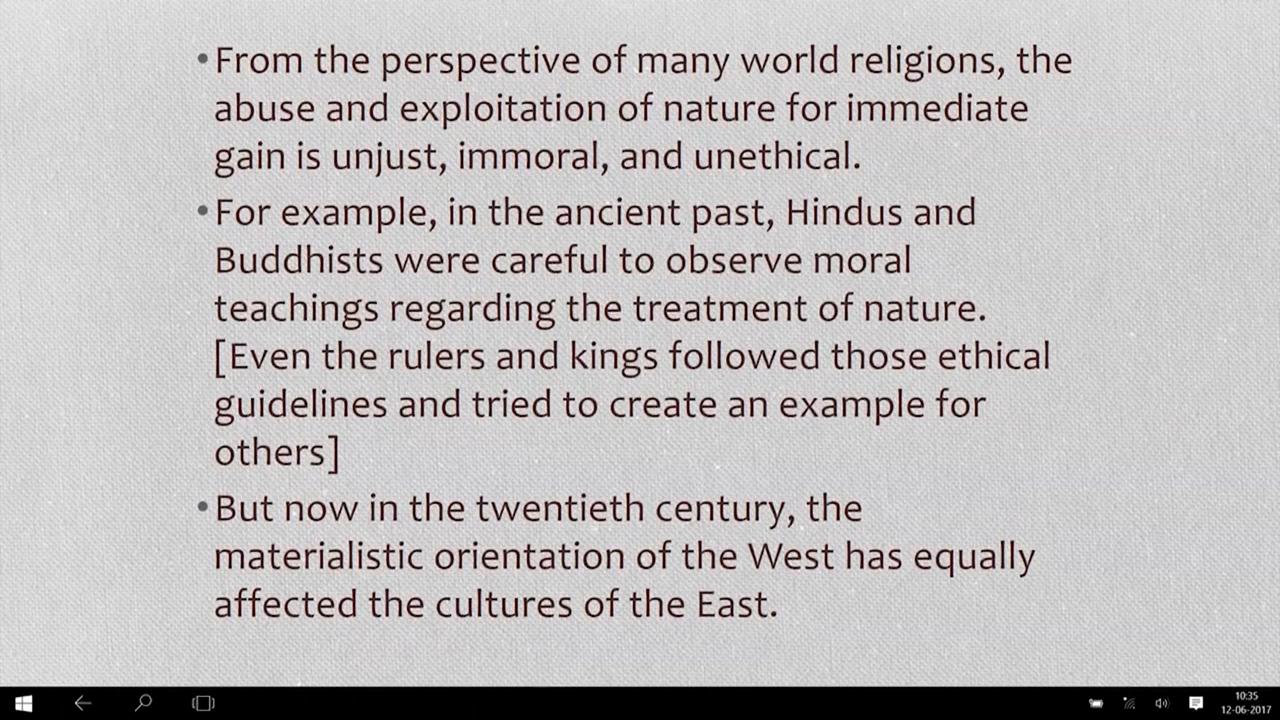 •From the perspective of many world religions, the
abuse and exploitation of nature for immediate
gain is unjust, immoral, and unethical.
•For example, in the ancient past, Hindus and
Buddhists were careful to observe moral
teachings regarding the treatment of nature.
[Even the rulers and kings followed those ethical
guidelines and tried to create an example for
others]
•But now in the twentieth century, the
materialistic orientation of the West has equally
affected the cultures of the East.
10:35
12-06-2017